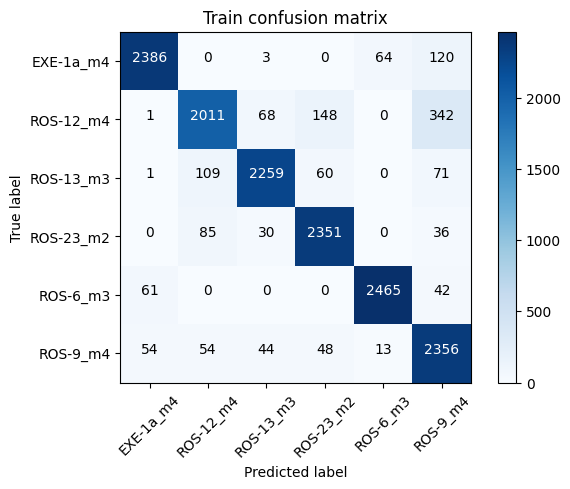 Train confusion matrix
EXE-1a_m4 2386 0 3 0 64 120
ROS-12_m4 1 2011 68 148 0 342
ROS-13_m3 1 109 2259 60 0 71
ROS-23_m2 0 85 30 2351 0 36
ROS-6_m3 61 0 0 0 2465 42
ROS-9_m4 54 54 44 48 13 2356
EXE-1a_m4 ROS-12_m4 ROS-13_m3 ROS-23_m2 ROS-6_m3 ROS-9_m4
Predicted label
True label
2000
1500
1000
500
0